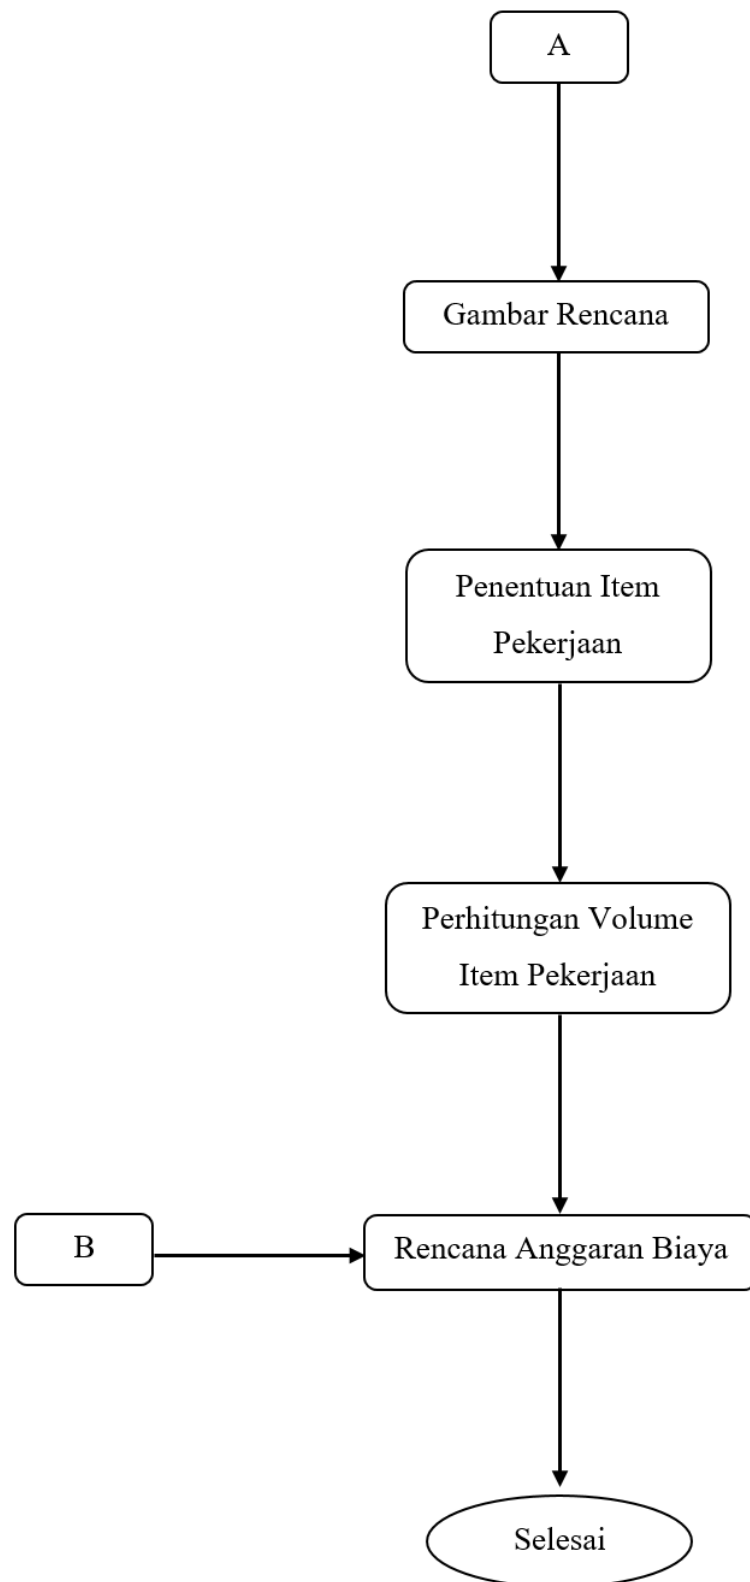 A
Gambar Rencana
Penentuan Item
Pekerjaan
Perhitungan Volume
Item Pekerjaan
B
Rencana Anggaran Biaya
Selesai